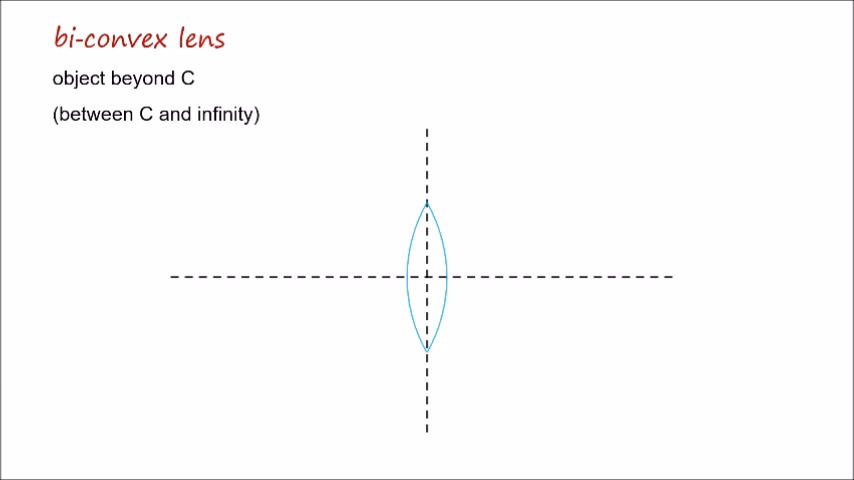 bi-convex lens
object beyond C
(between C and infinity)